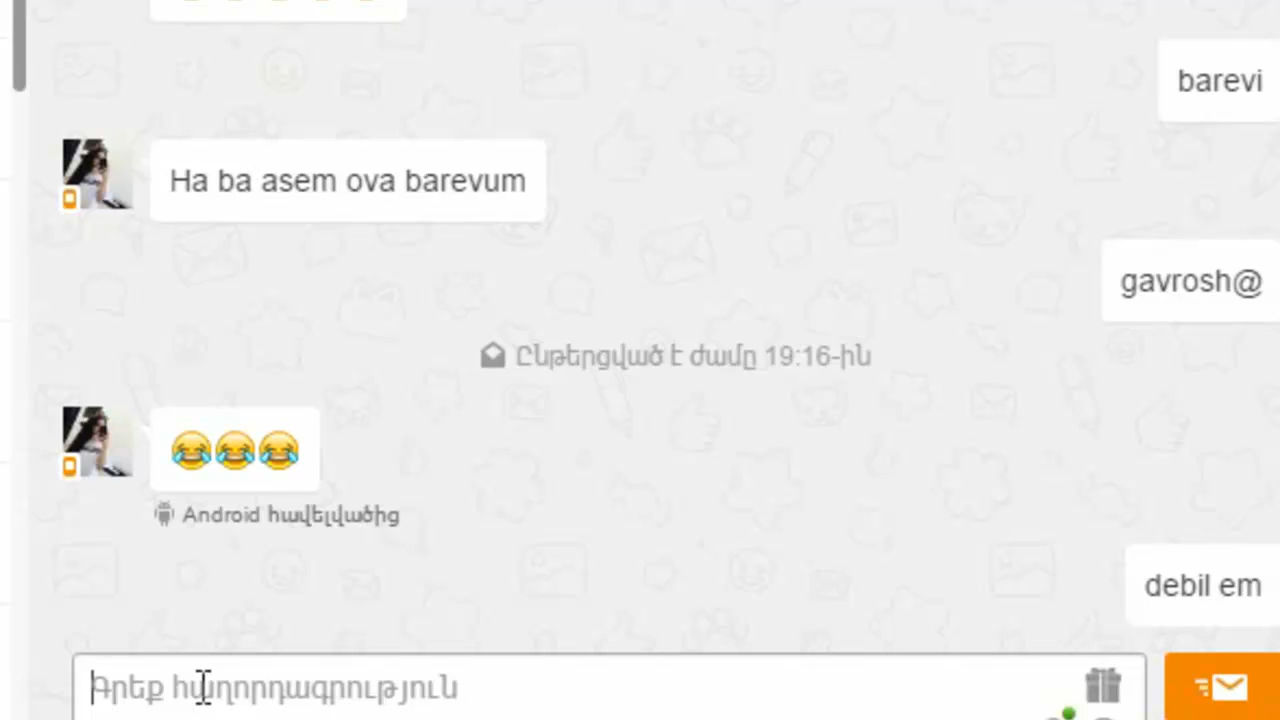 barevi
Ha ba asem ova barevum
gavrosh@
Ընթերցված է ժամը 19:16-ին
😂😂😂
Android հավելվածից
debil em
Գրեք հաղորդագրություն